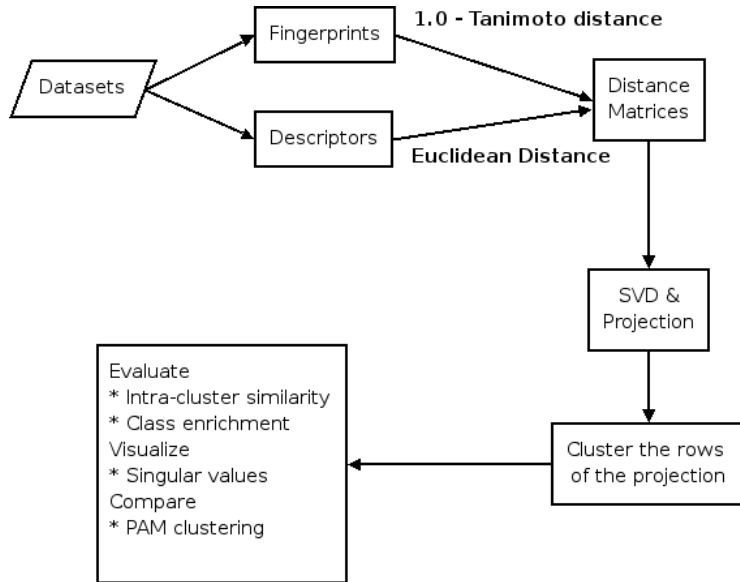 Fingerprints
1.0 - Tanimoto distance
Datasets
Distance
Matrices
Descriptors
Euclidean Distance
SVD &
Projection
Cluster the rows
of the projection
Evaluate
* Intra-cluster similarity
* Class enrichment
Visualize
* Singular values
Compare
* PAM clustering